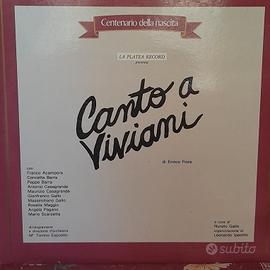 Centenario della nascita
LA PLATEA RECORD
presenta
Canto a
Viviani
di Enrico Fiore
con
Franco Acampora
Concetta Barra
Peppe Barra
Antonio Casagrande
Maurizio Casagrande
Gianfranco Gallo
Massimiliano Gallo
Rosalia Maggio
Angela Pagano
Mario Scarpetta
arrangiamenti
e direzione d'orchestra
M° Tonino Esposito
a cura di
Nunzio Gallo
organizzazione di
Leonardo Ippolito
subito